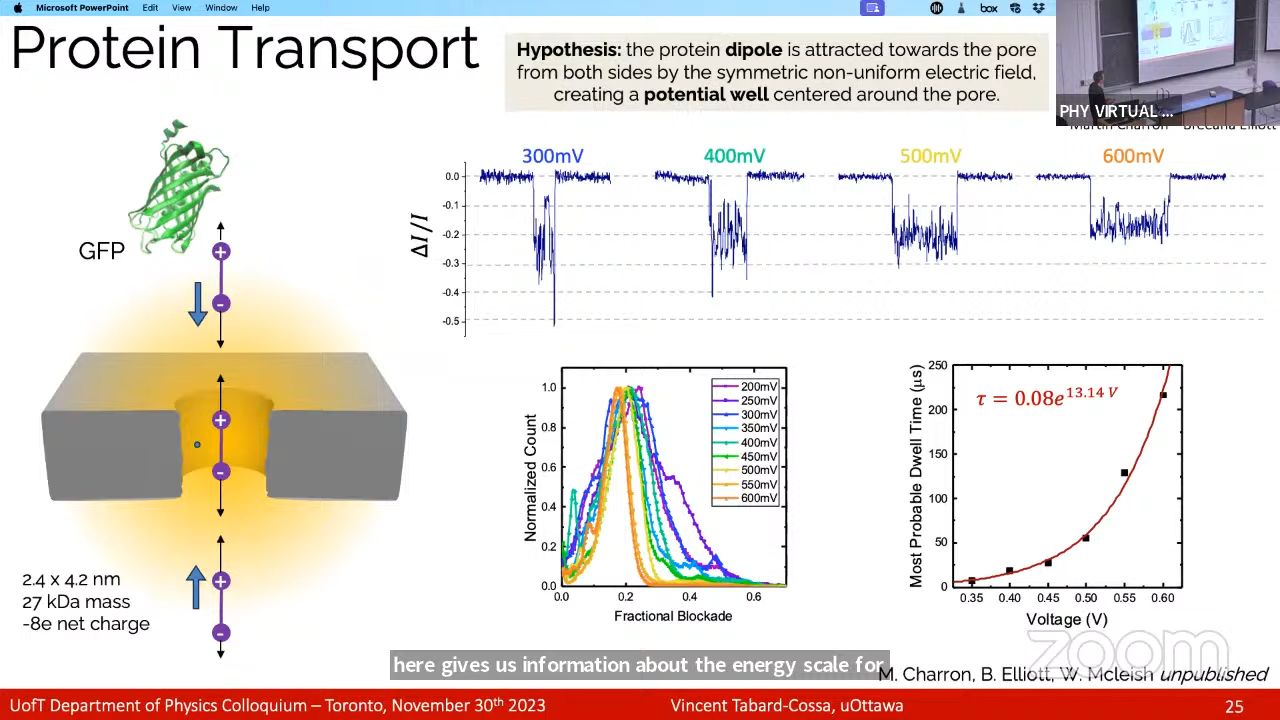 Microsoft PowerPoint Edit View Window Help
box
Protein Transport
Hypothesis: the protein dipole is attracted towards the pore
from both sides by the symmetric non-uniform electric field,
creating a potential well centered around the pore.
PHY VIRTUAL ...
Martin Charron Breeana Elliott
300mV 400mV 500mV 600mV
ΔI/I
0.0
-0.1
-0.2
-0.3
-0.4
-0.5
GFP
+
-
+
-
+
-
2.4 x 4.2 nm
27 kDa mass
-8e net charge
Normalized Count
1.0
0.8
0.6
0.4
0.2
0.0
0.0 0.2 0.4 0.6
Fractional Blockade
200mV
250mV
300mV
350mV
400mV
450mV
500mV
550mV
600mV
Most Probable Dwell Time (μs)
250
200
150
100
50
0
τ = 0.08e^13.14 V
0.35 0.40 0.45 0.50 0.55 0.60
Voltage (V)
zoom
here gives us information about the energy scale for
M. Charron, B. Elliott, W. Mcleish unpublished
UofT Department of Physics Colloquium – Toronto, November 30th 2023 Vincent Tabard-Cossa, uOttawa 25